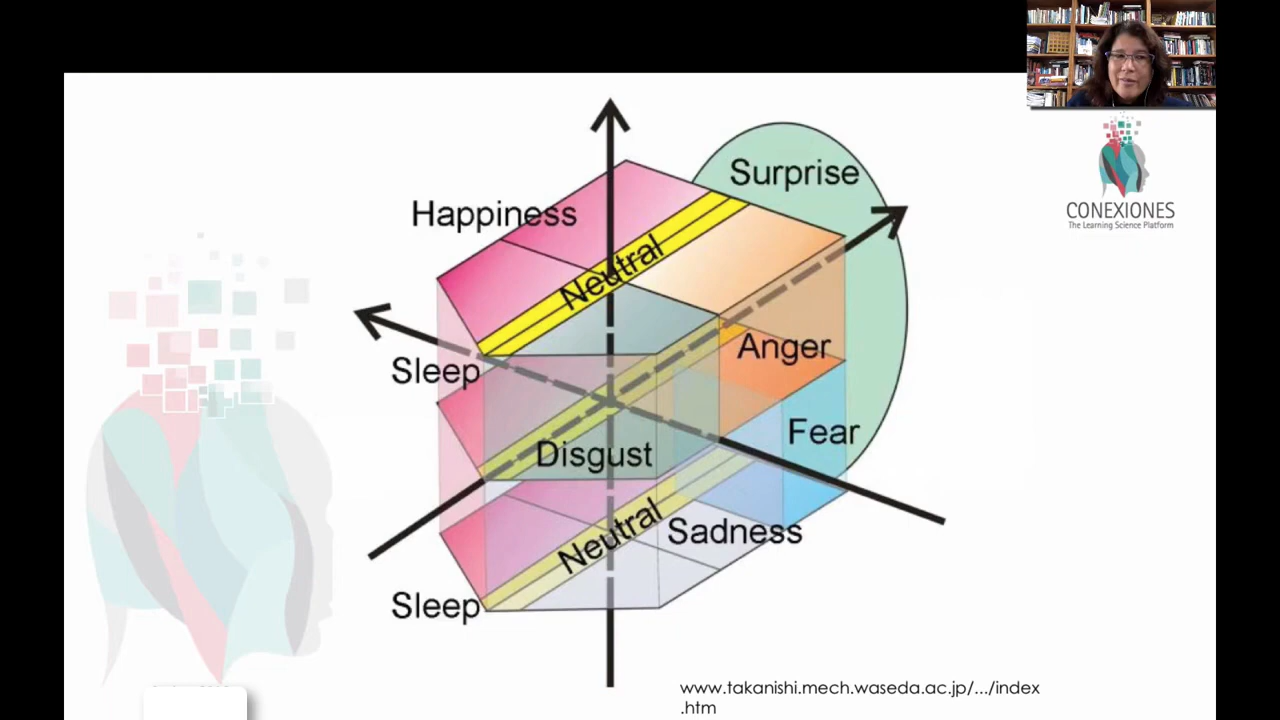 Surprise
Happiness
Neutral
Anger
Sleep
Fear
Disgust
Neutral
Sadness
Sleep
CONEXIONES
The Learning Science Platform
www.takanishi.mech.waseda.ac.jp/.../index
.htm